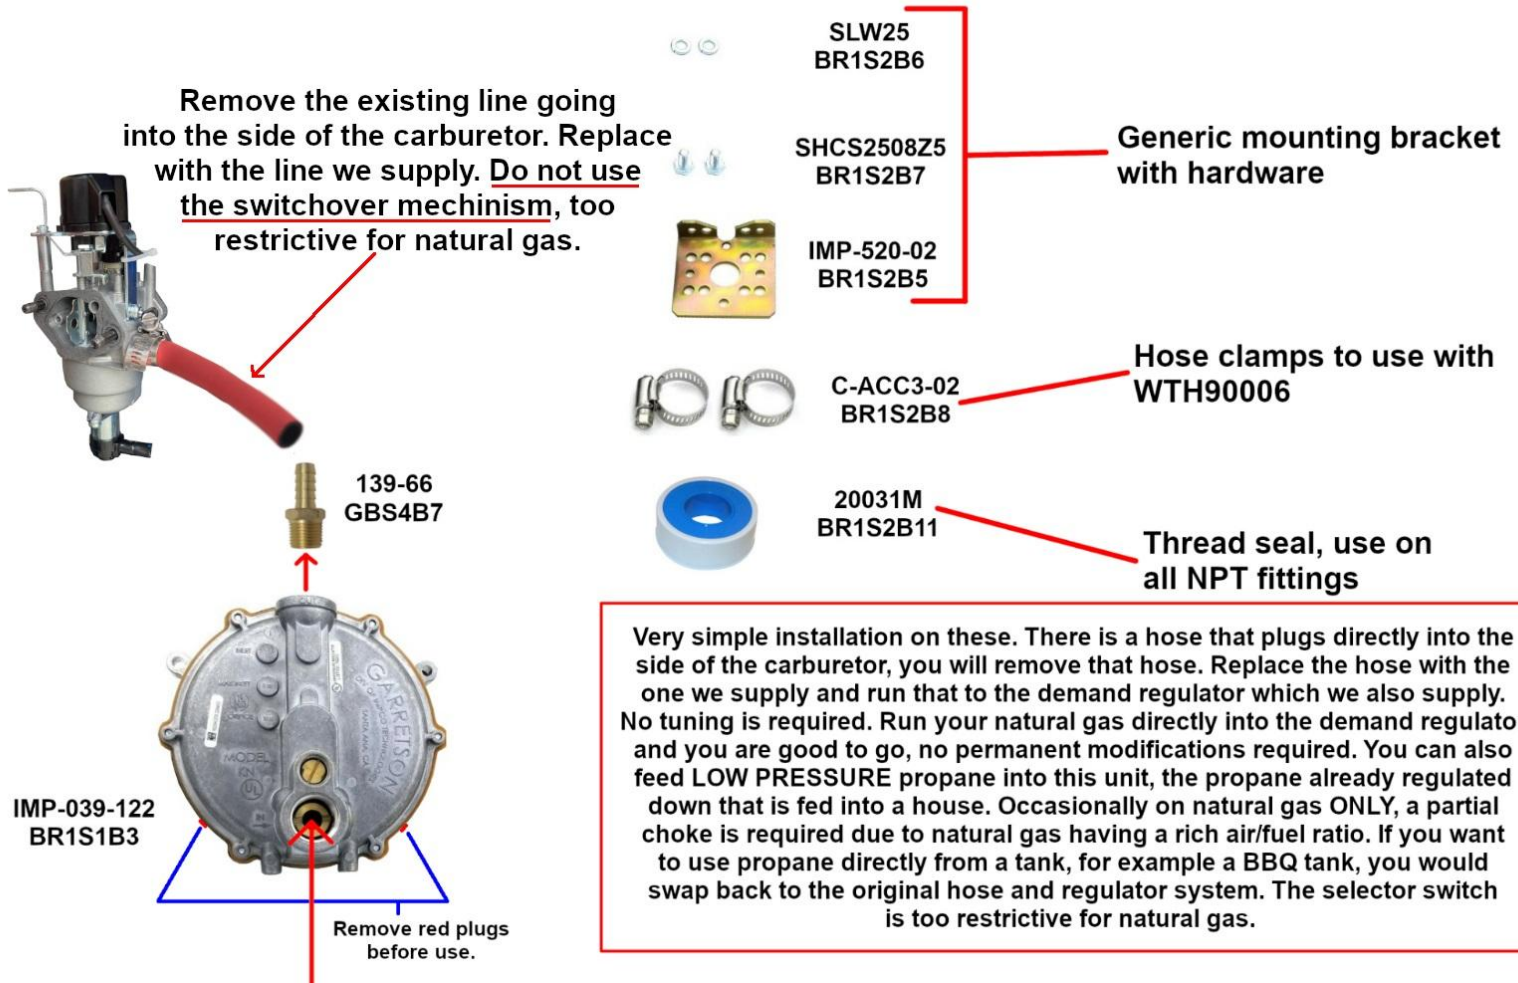 SLW25
BR1S2B6
Remove the existing line going
into the side of the carburetor. Replace
with the line we supply. Do not use
the switchover mechinism, too
restrictive for natural gas.
SHCS2508Z5
BR1S2B7
Generic mounting bracket
with hardware
IMP-520-02
BR1S2B5
C-ACC3-02
BR1S2B8
Hose clamps to use with
WTH90006
139-66
GBS4B7
20031M
BR1S2B11
Thread seal, use on
all NPT fittings
GARRETSON
MODEL
KN
IN
IMP-039-122
BR1S1B3
Remove red plugs
before use.
Very simple installation on these. There is a hose that plugs directly into the
side of the carburetor, you will remove that hose. Replace the hose with the
one we supply and run that to the demand regulator which we also supply.
No tuning is required. Run your natural gas directly into the demand regulato
and you are good to go, no permanent modifications required. You can also
feed LOW PRESSURE propane into this unit, the propane already regulated
down that is fed into a house. Occasionally on natural gas ONLY, a partial
choke is required due to natural gas having a rich air/fuel ratio. If you want
to use propane directly from a tank, for example a BBQ tank, you would
swap back to the original hose and regulator system. The selector switch
is too restrictive for natural gas.